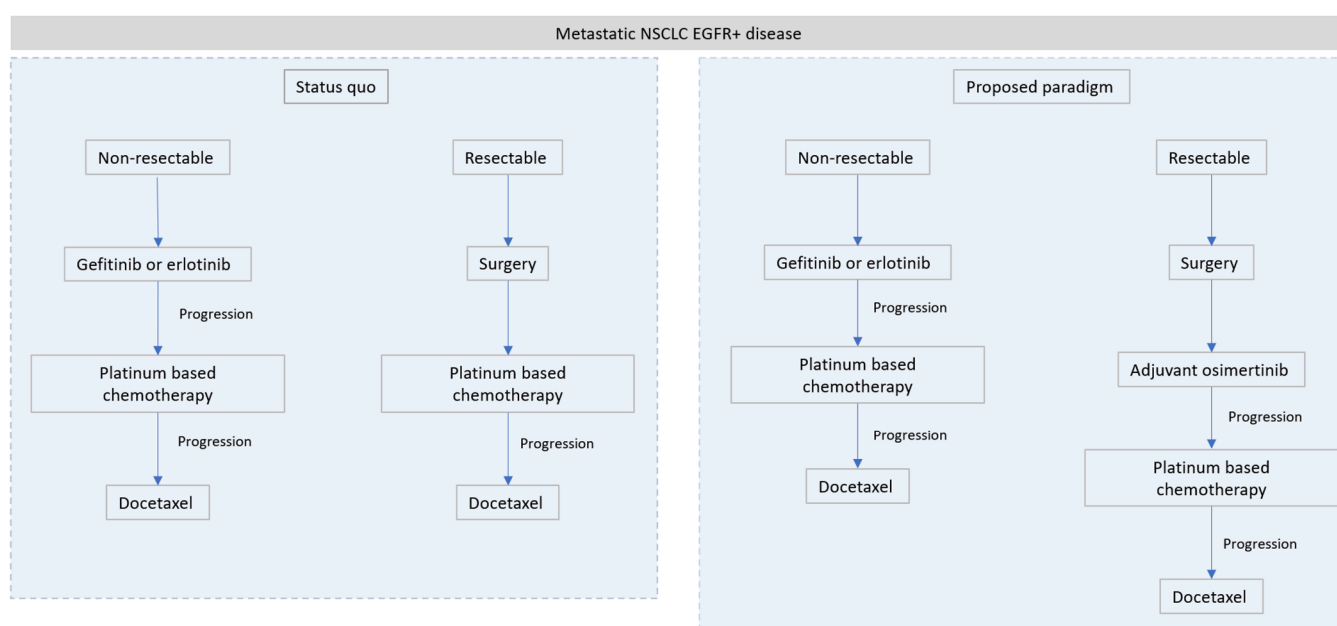 Metastatic NSCLC EGFR+ disease
Status quo
Non-resectable
Gefitinib or erlotinib
Progression
Platinum based
chemotherapy
Progression
Docetaxel
Resectable
Surgery
Platinum based
chemotherapy
Progression
Docetaxel
Proposed paradigm
Non-resectable
Gefitinib or erlotinib
Progression
Platinum based
chemotherapy
Progression
Docetaxel
Resectable
Surgery
Adjuvant osimertinib
Progression
Platinum based
chemotherapy
Progression
Docetaxel